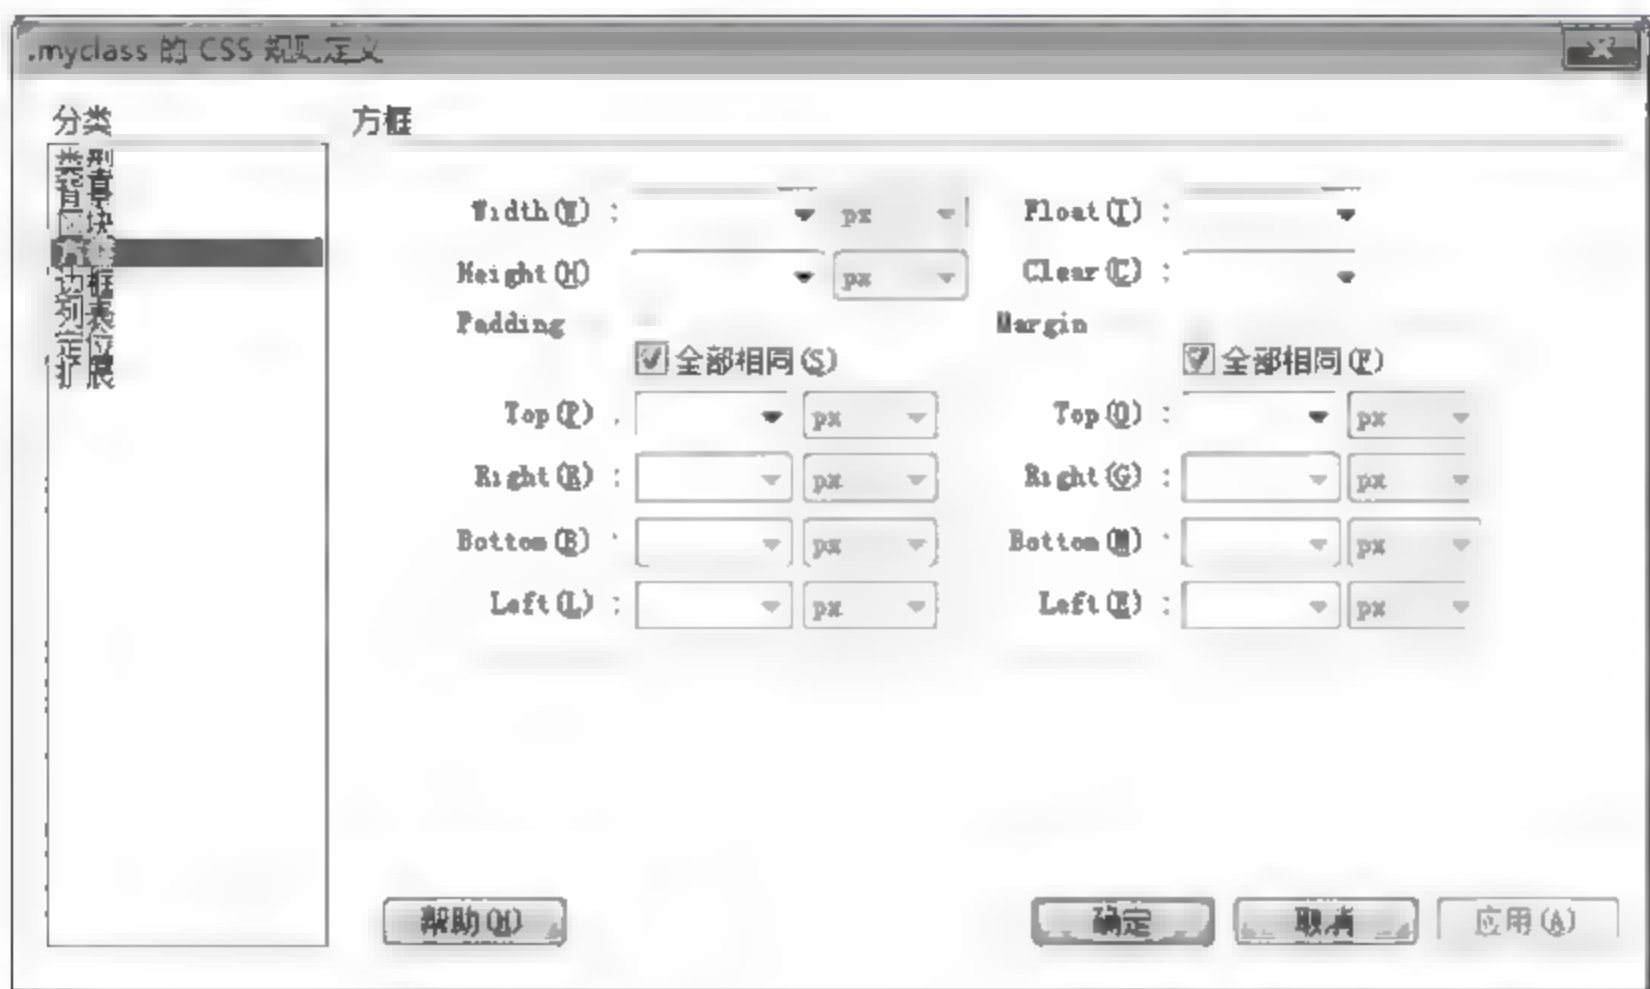 .myclass 的 CSS 规则定义
分类
类型
背景
区块
方框
边框
列表
定位
扩展
方框
Width(W) : px Float(T) :
Height(H) px Clear(C) :
Padding Margin
全部相同(S) 全部相同(F)
Top(P) : px Top(O) : px
Right(R) : px Right(G) : px
Bottom(B) : px Bottom(M) : px
Left(L) : px Left(E) : px
帮助(H) 确定 取消 应用(A)